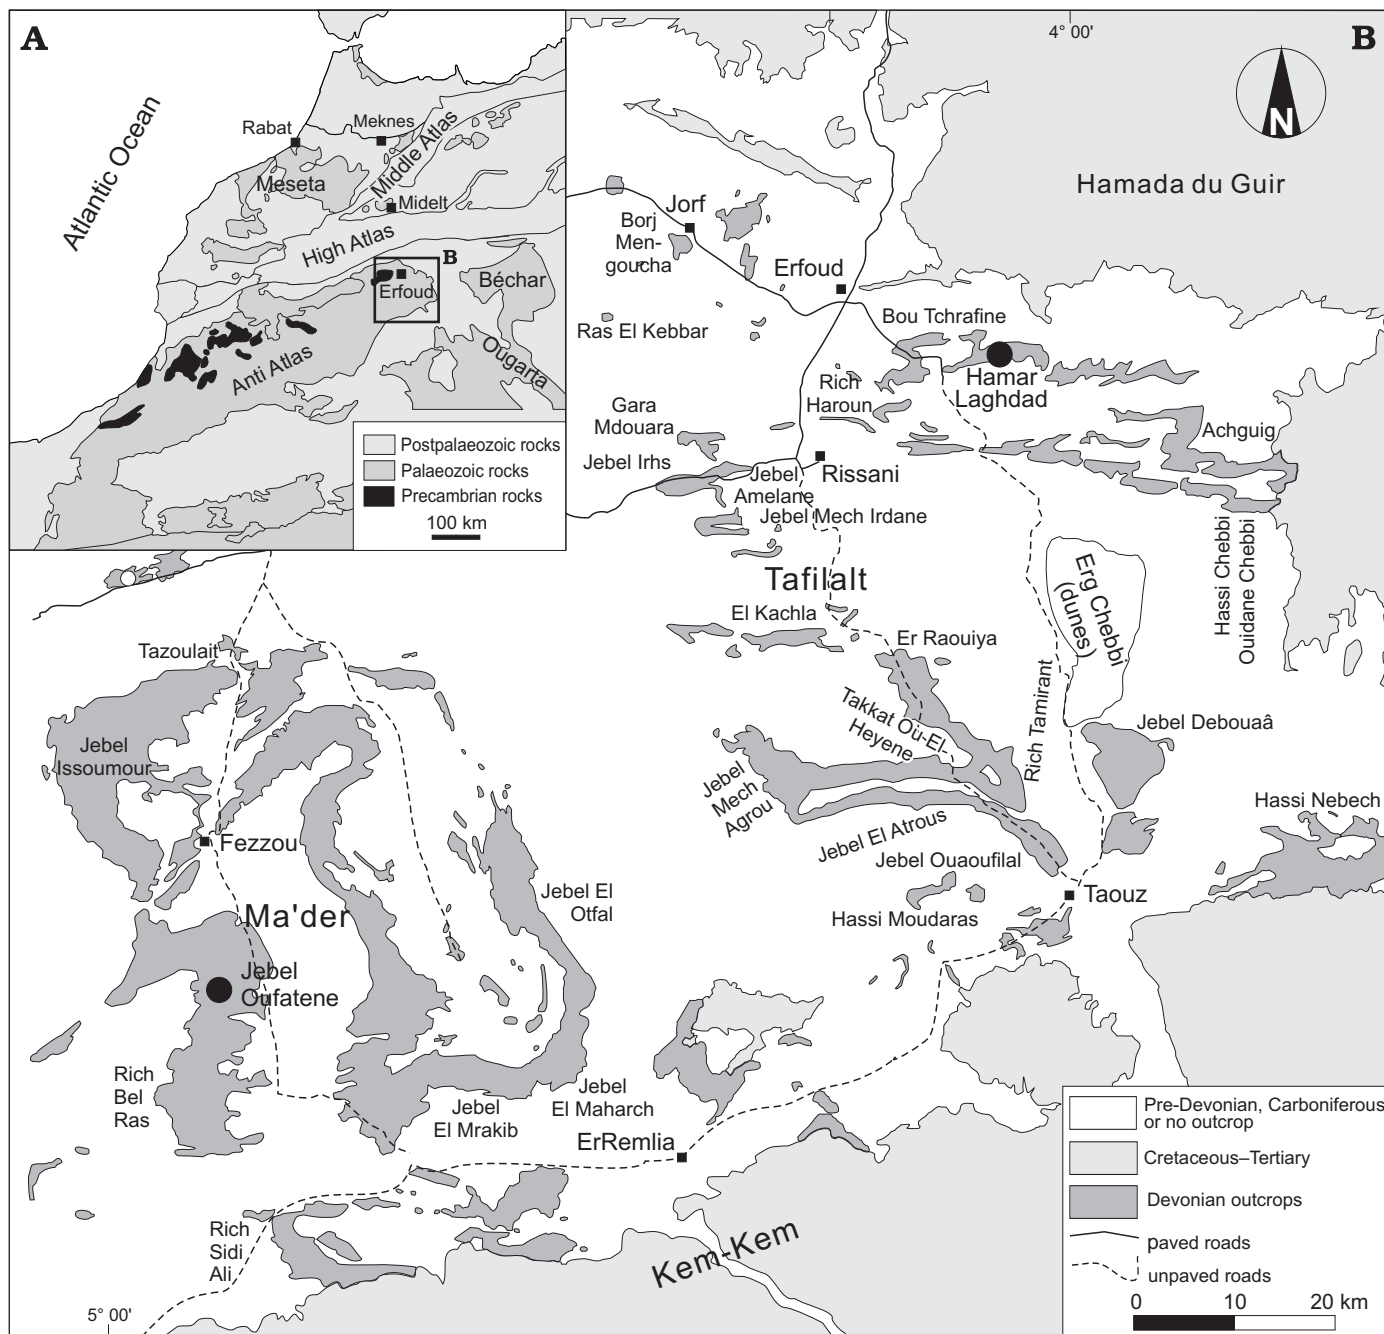 A
Atlantic Ocean
Rabat
Meknes
Middle Atlas
Meseta
Midelt
High Atlas
B
Béchar
Erfoud
Ougarta
Anti Atlas
Postpalaeozoic rocks
Palaeozoic rocks
Precambrian rocks
100 km
4° 00'
B
N
Hamada du Guir
Jorf
Borj
Men-
goucha
Erfoud
Ras El Kebbar
Bou Tchrafine
Hamar
Laghdad
Rich
Haroun
Gara
Mdouara
Achguig
Jebel Irhs
Rissani
Jebel
Amelane
Jebel Mech Irdane
Tafilalt
Erg Chebbi
(dunes)
Hassi Chebbi
Ouidane Chebbi
El Kachla
Er Raouiya
Tazoulait
Rich Tamirant
Takkat Ou-El-
Heyene
Jebel Debouaâ
Jebel
Issoumour
Jebel
Mech
Agrou
Hassi Nebech
Jebel El Atrous
Fezzou
Jebel Ouaoufilal
Jebel El
Otfal
Taouz
Ma'der
Hassi Moudaras
Jebel
Oufatene
Rich
Bel
Ras
Jebel
El Maharch
Jebel
El Mrakib
ErRemlia
Rich
Sidi
Ali
Kem-Kem
5° 00'
Pre-Devonian, Carboniferous
or no outcrop
Cretaceous–Tertiary
Devonian outcrops
paved roads
unpaved roads
0 10 20 km